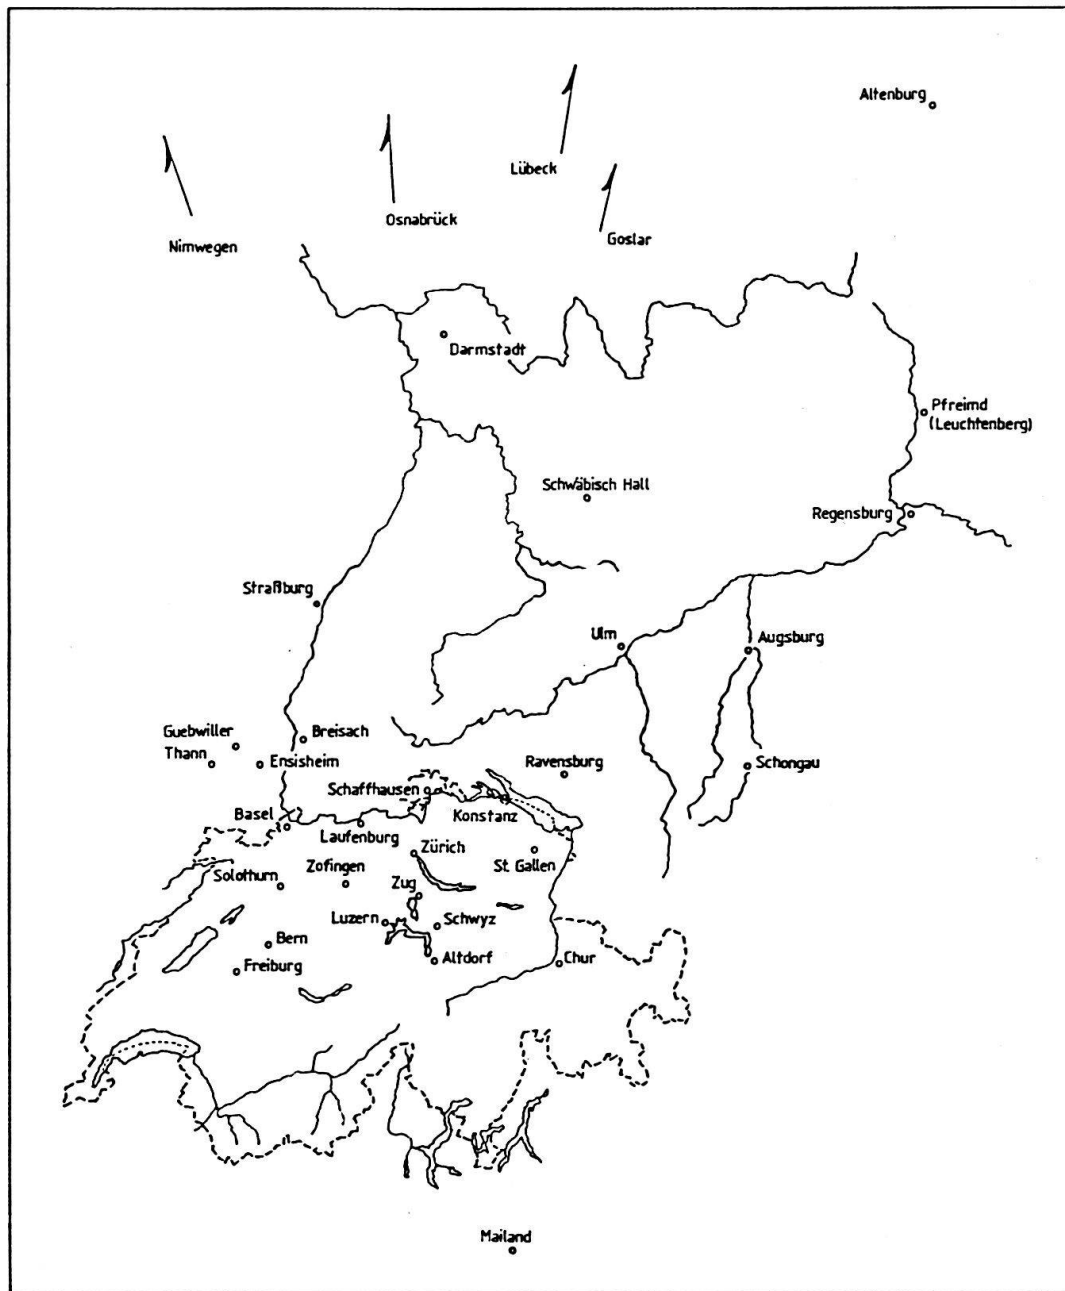 Altenburg
Lübeck
Osnabrück
Goslar
Nimwegen
Darmstadt
Pfreimd
(Leuchtenberg)
Schwäbisch Hall
Regensburg
Straßburg
Ulm
Augsburg
Guebwiller
Breisach
Thann
Ensisheim
Ravensburg
Schongau
Schaffhausen
Basel
Konstanz
Laufenburg
Zürich
St. Gallen
Solothurn
Zofingen
Zug
Luzern
Schwyz
Bern
Altdorf
Chur
Freiburg
Mailand